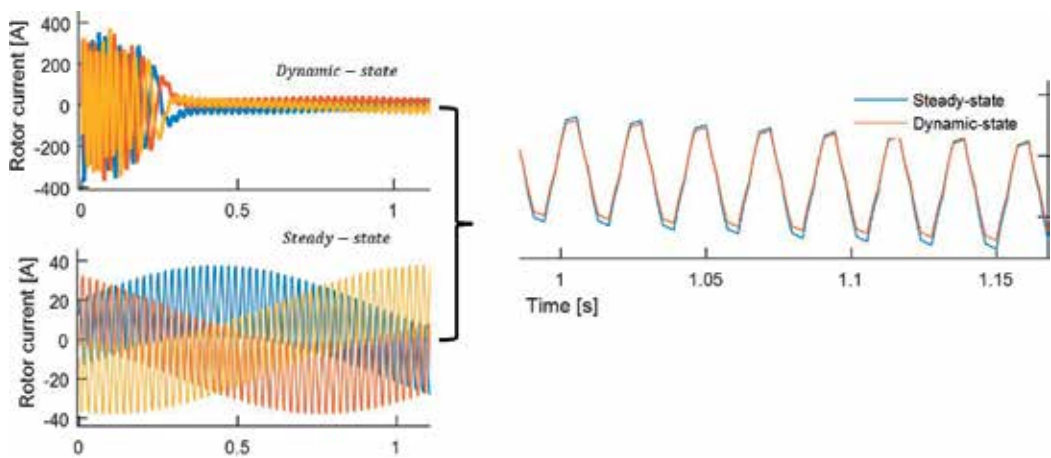 Rotor current [A]
400
200
0
-200
-400
Dynamic - state
0
0.5
1
Steady - state
Rotor current [A]
40
20
0
-20
-40
0
0.5
1
Steady-state
Dynamic-state
1
1.05
1.1
1.15
Time [s]